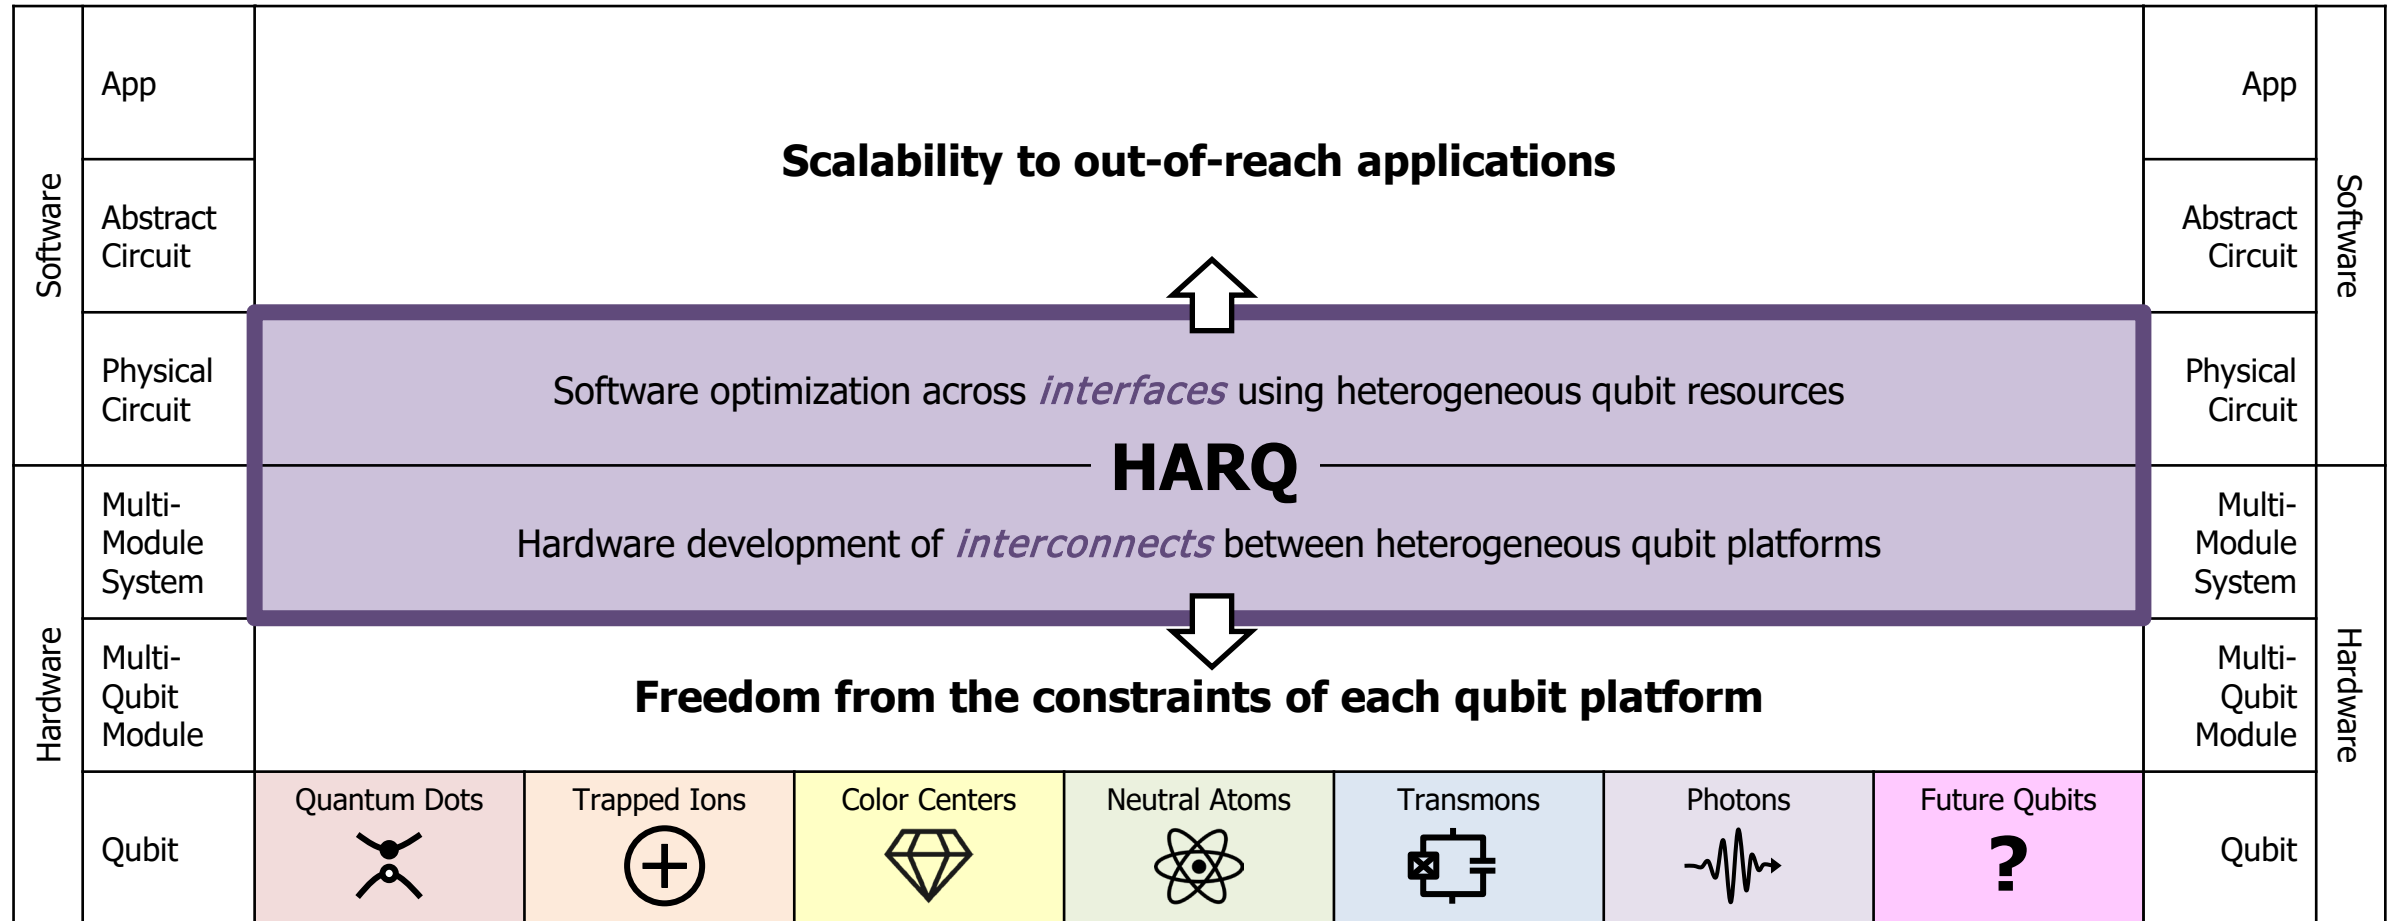 Software
App
Scalability to out-of-reach applications
App
Software
Abstract
Circuit
Abstract
Circuit
Physical
Circuit
Software optimization across interfaces using heterogeneous qubit resources
Physical
Circuit
HARQ
Hardware
Multi-
Module
System
Hardware development of interconnects between heterogeneous qubit platforms
Multi-
Module
System
Hardware
Multi-
Qubit
Module
Freedom from the constraints of each qubit platform
Multi-
Qubit
Module
Qubit
Quantum Dots
Trapped Ions
Color Centers
Neutral Atoms
Transmons
Photons
Future Qubits
?
Qubit